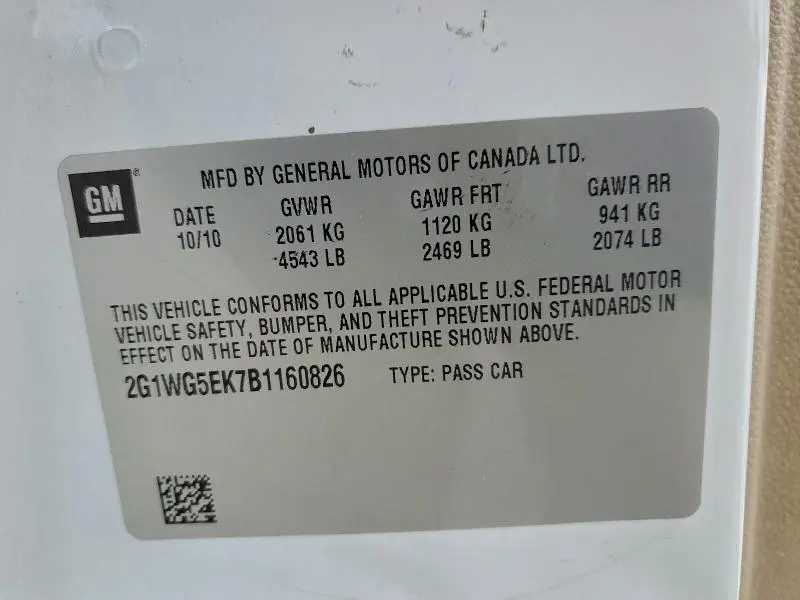 GM
MFD BY GENERAL MOTORS OF CANADA LTD.
DATE GVWR GAWR FRT GAWR RR
10/10 2061 KG 1120 KG 941 KG
4543 LB 2469 LB 2074 LB
THIS VEHICLE CONFORMS TO ALL APPLICABLE U.S. FEDERAL MOTOR
VEHICLE SAFETY, BUMPER, AND THEFT PREVENTION STANDARDS IN
EFFECT ON THE DATE OF MANUFACTURE SHOWN ABOVE.
2G1WG5EK7B1160826 TYPE: PASS CAR